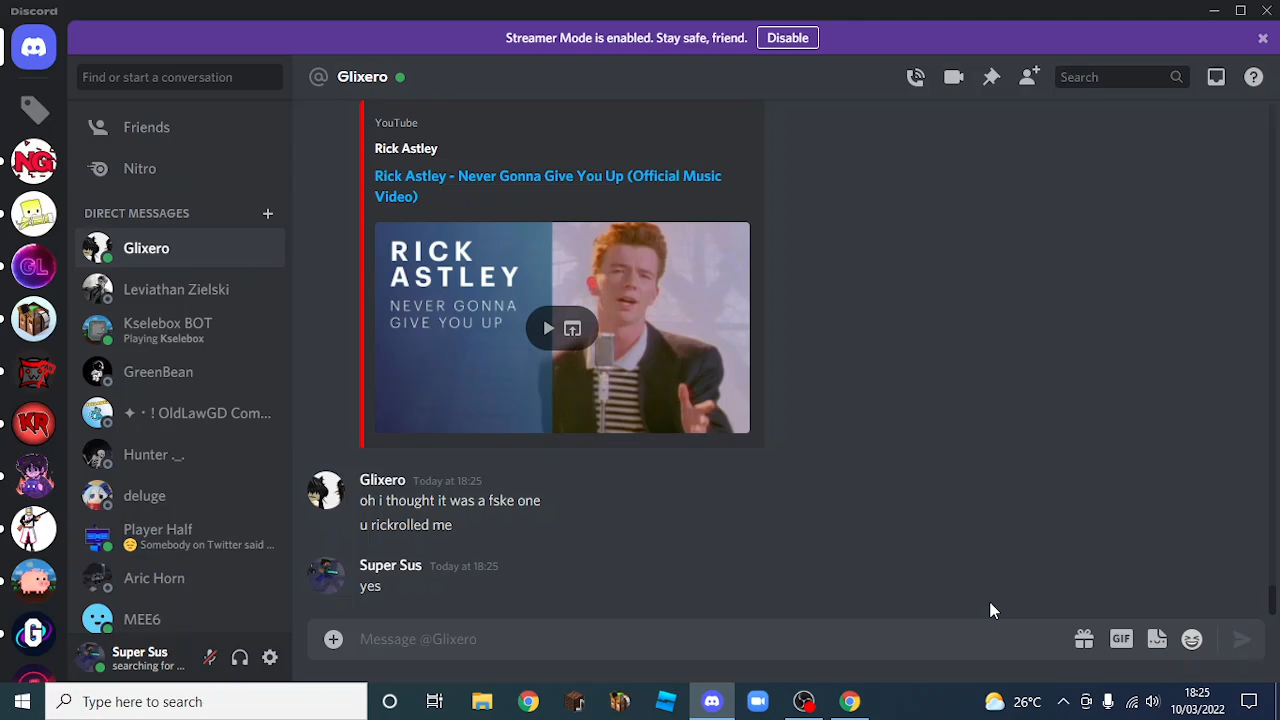 Discord
Streamer Mode is enabled. Stay safe, friend.
Disable
Find or start a conversation
Glixero
Search
Friends
Nitro
DIRECT MESSAGES
Glixero
Leviathan Zielski
Kselebox BOT
Playing Kselebox
GreenBean
! OldLawGD Com...
Hunter ._.
deluge
Player Half
Somebody on Twitter said ...
Aric Horn
MEE6
Super Sus
searching for ...
NG
GL
KR
G
YouTube
Rick Astley
Rick Astley - Never Gonna Give You Up (Official Music
Video)
RICK
ASTLEY
NEVER GONNA
GIVE YOU UP
Glixero Today at 18:25
oh i thought it was a fske one
u rickrolled me
Super Sus Today at 18:25
yes
Message @Glixero
GIF
Type here to search
26°C
18:25
10/03/2022